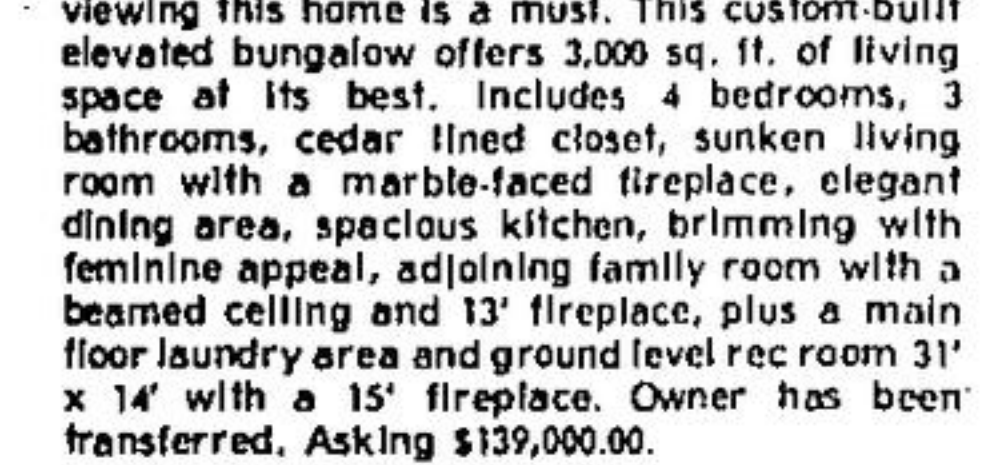 viewing this home is a must. This custom-built
elevated bungalow offers 3,000 sq. ft. of living
space at its best. Includes 4 bedrooms, 3
bathrooms, cedar lined closet, sunken living
room with a marble-faced fireplace, elegant
dining area, spacious kitchen, brimming with
feminine appeal, adjoining family room with a
beamed ceiling and 13' fireplace, plus a main
floor laundry area and ground level rec room 31'
x 14' with a 15' fireplace. Owner has been
transferred. Asking $139,000.00.